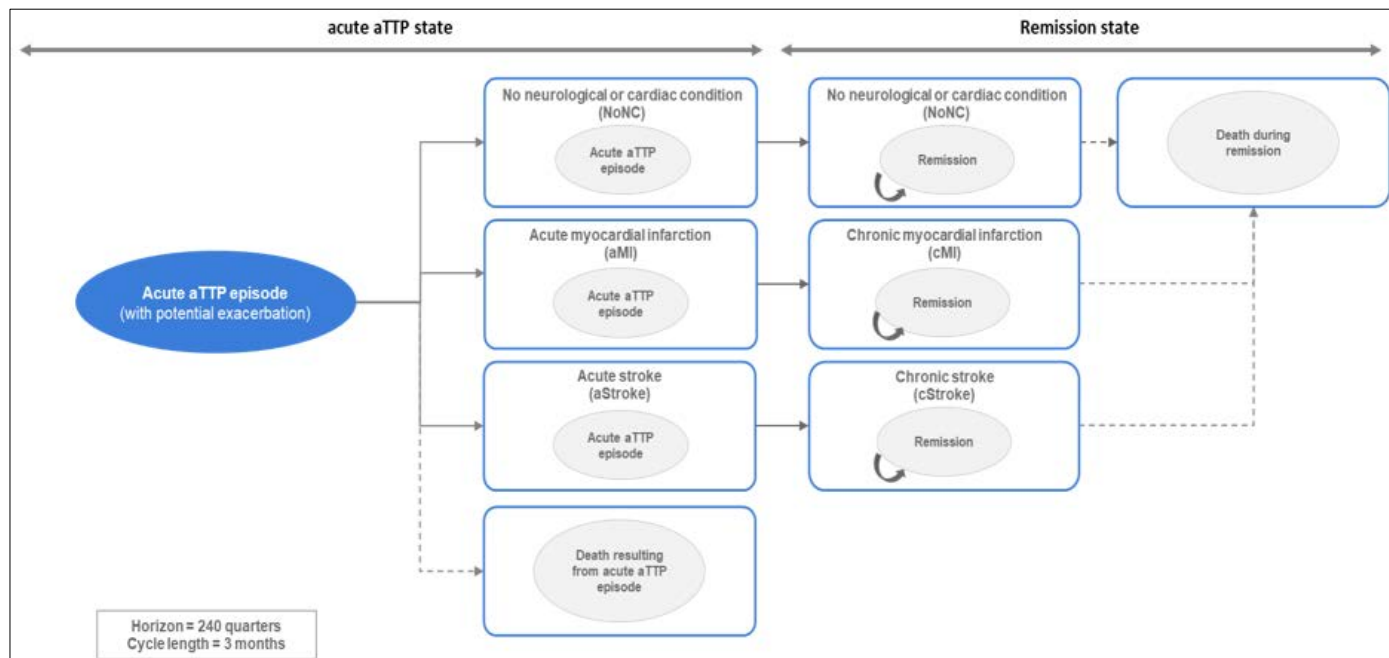 acute aTTP state
Remission state
No neurological or cardiac condition
(NoNC)
Acute aTTP
episode
No neurological or cardiac condition
(NoNC)
Remission
Death during
remission
Acute aTTP episode
(with potential exacerbation)
Acute myocardial infarction
(aMI)
Acute aTTP
episode
Chronic myocardial infarction
(cMI)
Remission
Acute stroke
(aStroke)
Acute aTTP
episode
Chronic stroke
(cStroke)
Remission
Death resulting
from acute aTTP
episode
Horizon = 240 quarters
Cycle length = 3 months